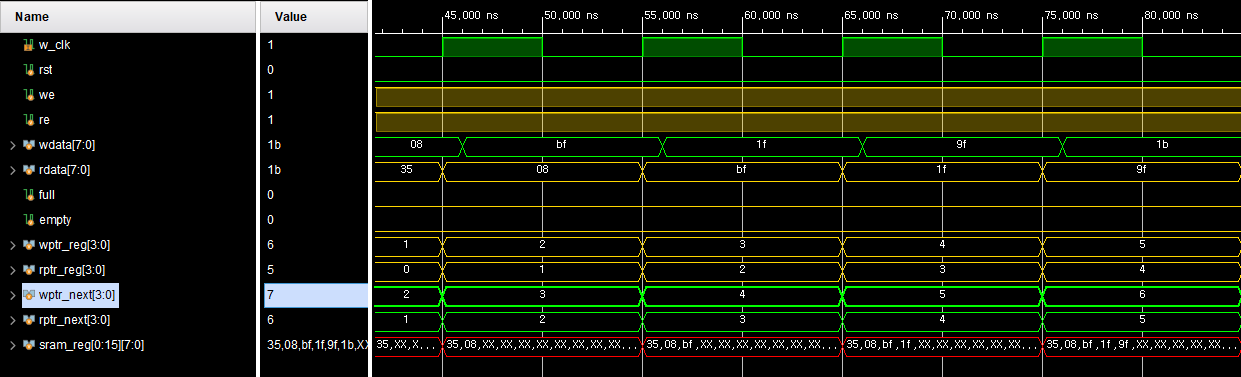 Name Value 45,000 ns 50,000 ns 55,000 ns 60,000 ns 65,000 ns 70,000 ns 75,000 ns 80,000 ns
w_clk 1
rst 0
we 1
re 1
wdata[7:0] 1b 08 bf 1f 9f 1b
rdata[7:0] 1b 35 08 bf 1f 9f
full 0
empty 0
wptr_reg[3:0] 6 1 2 3 4 5
rptr_reg[3:0] 5 0 1 2 3 4
wptr_next[3:0] 7 2 3 4 5 6
rptr_next[3:0] 6 1 2 3 4 5
sram_reg[0:15][7:0] 35,08,bf,1f,9f,1b,XX 35,XX,X... 35,08,XX,XX,XX,XX,XX,XX... 35,08,bf,XX,XX,XX,XX,XX... 35,08,bf,1f,XX,XX,XX,XX... 35,08,bf,1f,9f,XX,XX,XX...